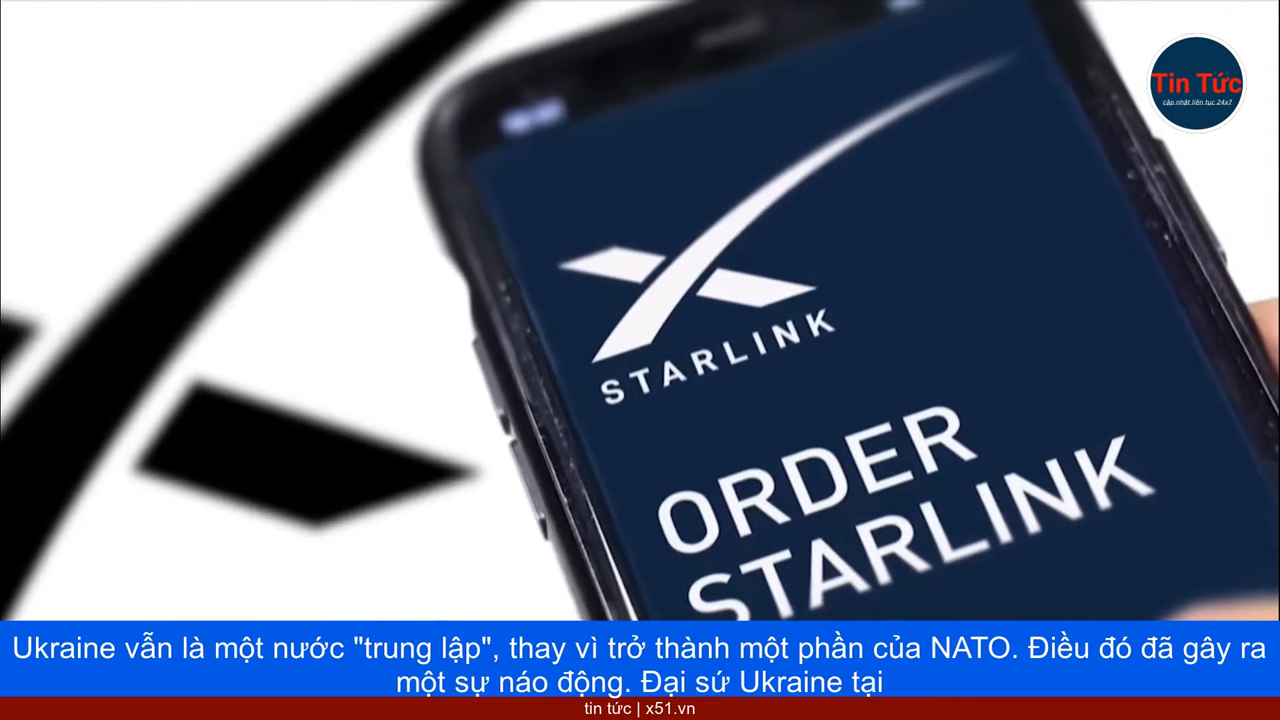 Tin Tức
cập.nhật.liên.tục.24x7
STARLINK
ORDER
STARLINK
Ukraine vẫn là một nước "trung lập", thay vì trở thành một phần của NATO. Điều đó đã gây ra
một sự náo động. Đại sứ Ukraine tại
tin tức | x51.vn